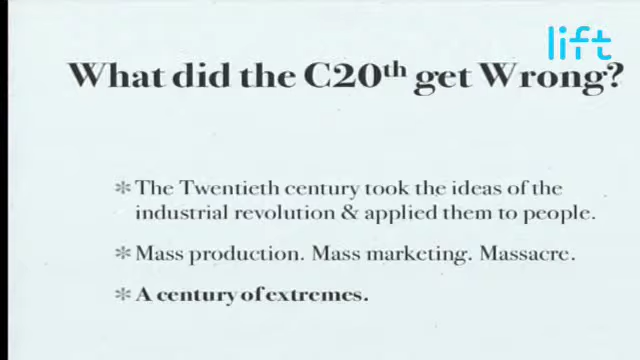 lift
What did the C20th get Wrong?
* The Twentieth century took the ideas of the
industrial revolution & applied them to people.
* Mass production. Mass marketing. Massacre.
* A century of extremes.